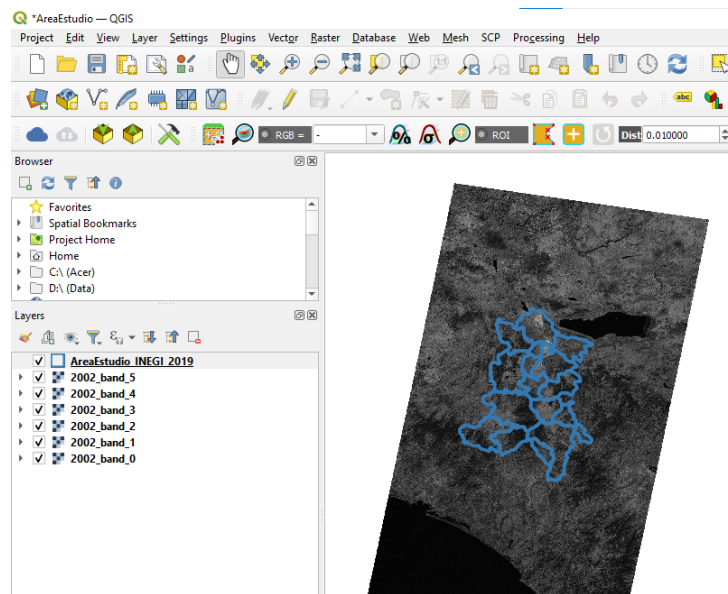 *AreaEstudio — QGIS
Project Edit View Layer Settings Plugins Vector Raster Database Web Mesh SCP Processing Help
abc
RGB = - ROI Dist 0.010000
Browser
Favorites
Spatial Bookmarks
Project Home
Home
C:\ (Acer)
D:\ (Data)
Layers
AreaEstudio_INEGI_2019
2002_band_5
2002_band_4
2002_band_3
2002_band_2
2002_band_1
2002_band_0